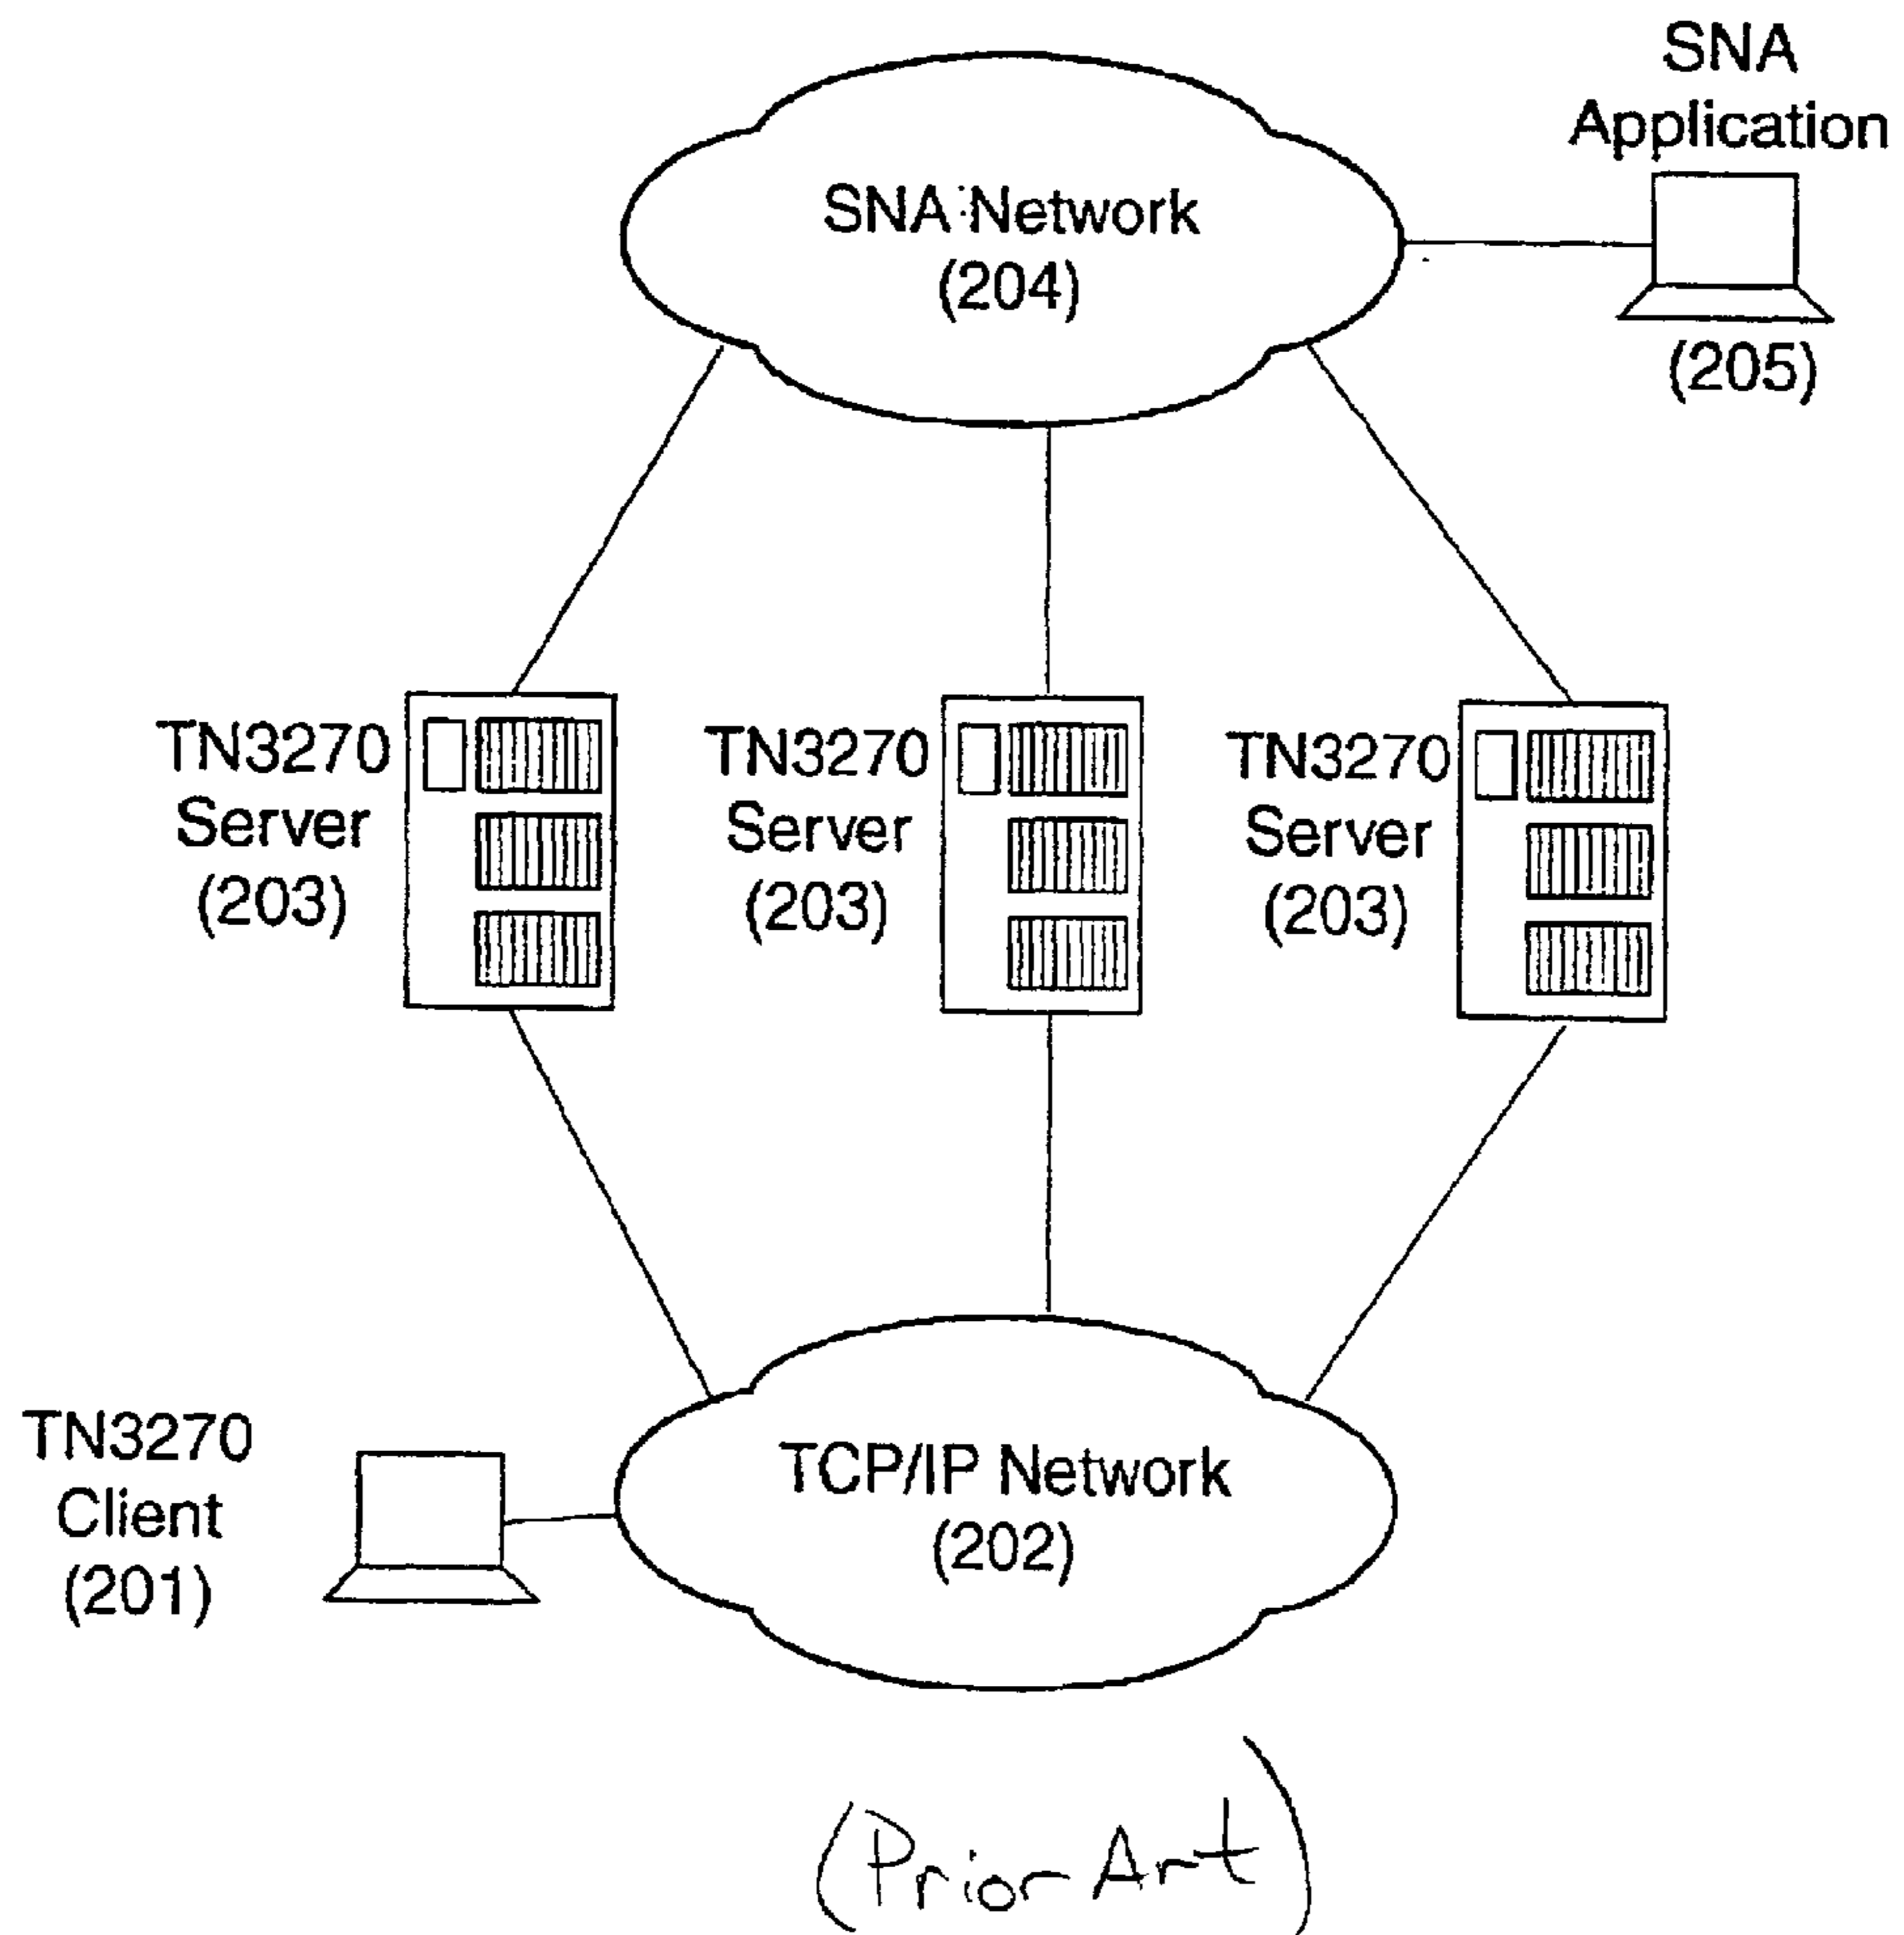 SNA
Application
SNA Network
(204)
(205)
TN3270
Server
(203)
TN3270
Server
(203)
TN3270
Server
(203)
TN3270
Client
(201)
TCP/IP Network
(202)
(Prior Art)